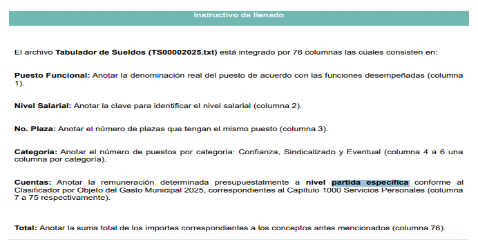 Instructivo de llenado
El archivo Tabulador de Sueldos (TS00002025.txt) está integrado por 76 columnas las cuales consisten en:
Puesto Funcional: Anotar la denominación real del puesto de acuerdo con las funciones desempeñadas (columna
1).
Nivel Salarial: Anotar la clave para identificar el nivel salarial (columna 2).
No. Plaza: Anotar el número de plazas que tengan el mismo puesto (columna 3).
Categoría: Anotar el número de puestos por categoría: Confianza, Sindicalizado y Eventual (columna 4 a 6 una
columna por categoría).
Cuentas: Anotar la remuneración determinada presupuestalmente a nivel partida específica conforme al
Clasificador por Objeto del Gasto Municipal 2025, correspondientes al Capítulo 1000 Servicios Personales (columna
7 a 75 respectivamente).
Total: Anotar la suma total de los importes correspondientes a los conceptos antes mencionados (columna 76).